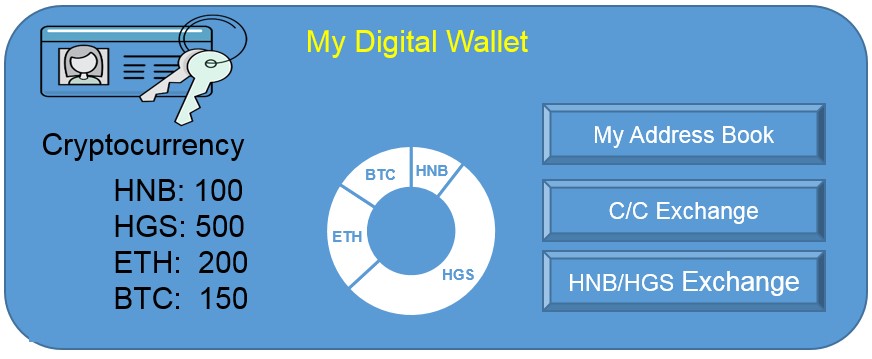 My Digital Wallet
Cryptocurrency
HNB: 100
HGS: 500
ETH: 200
BTC: 150
BTC
HNB
ETH
HGS
My Address Book
C/C Exchange
HNB/HGS Exchange